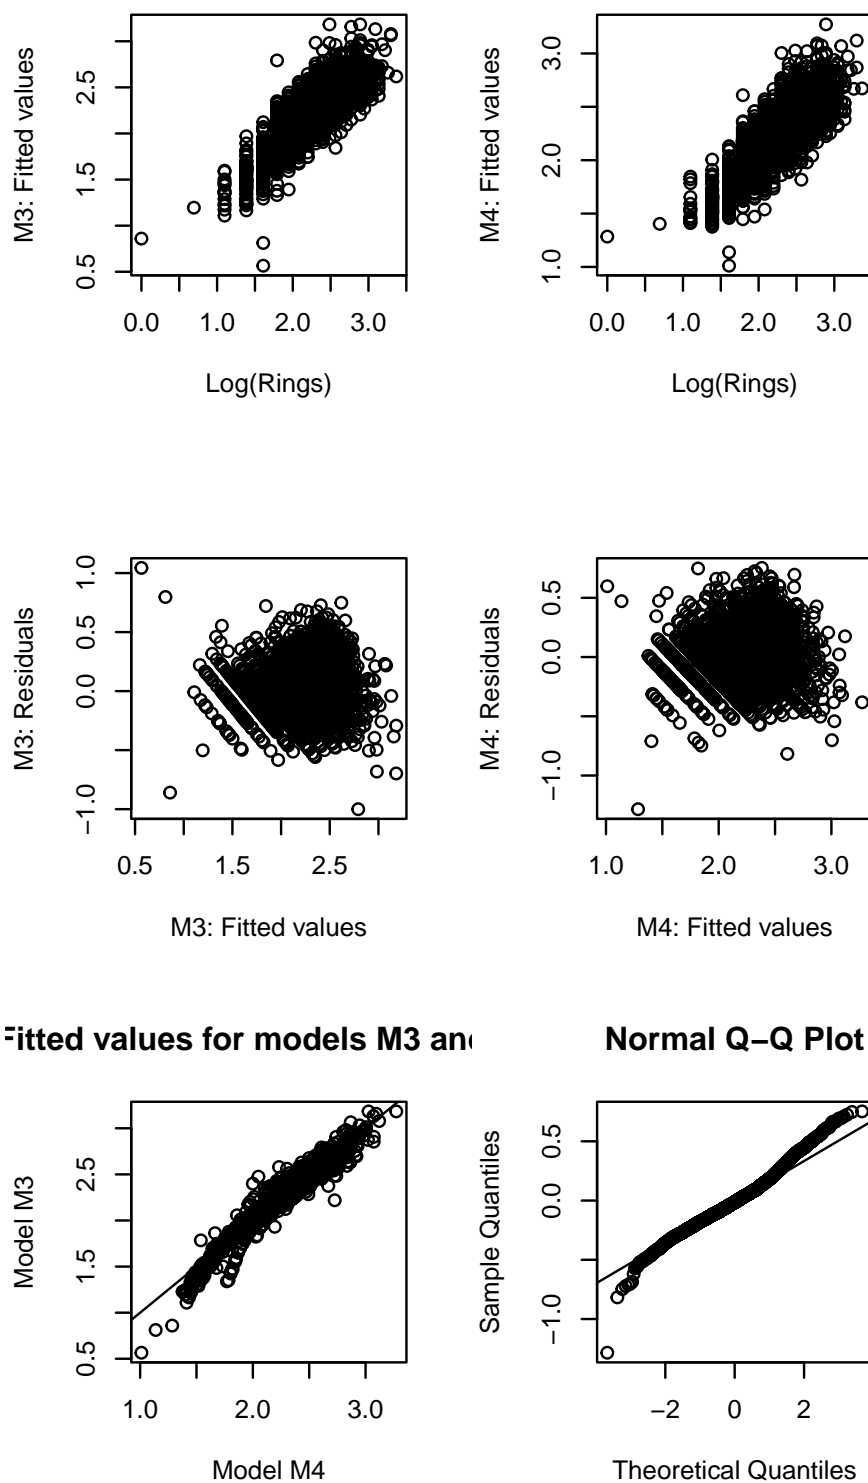 M3: Fitted values
0.5 1.5 2.5
0.0 1.0 2.0 3.0
Log(Rings)
M4: Fitted values
1.0 2.0 3.0
0.0 1.0 2.0 3.0
Log(Rings)
M3: Residuals
−1.0 0.0 0.5 1.0
0.5 1.5 2.5
M3: Fitted values
M4: Residuals
−1.0 0.0 0.5
1.0 2.0 3.0
M4: Fitted values
Fitted values for models M3 and
Model M3
0.5 1.5 2.5
1.0 2.0 3.0
Model M4
Normal Q−Q Plot
Sample Quantiles
−1.0 0.0 0.5
−2 0 2
Theoretical Quantiles